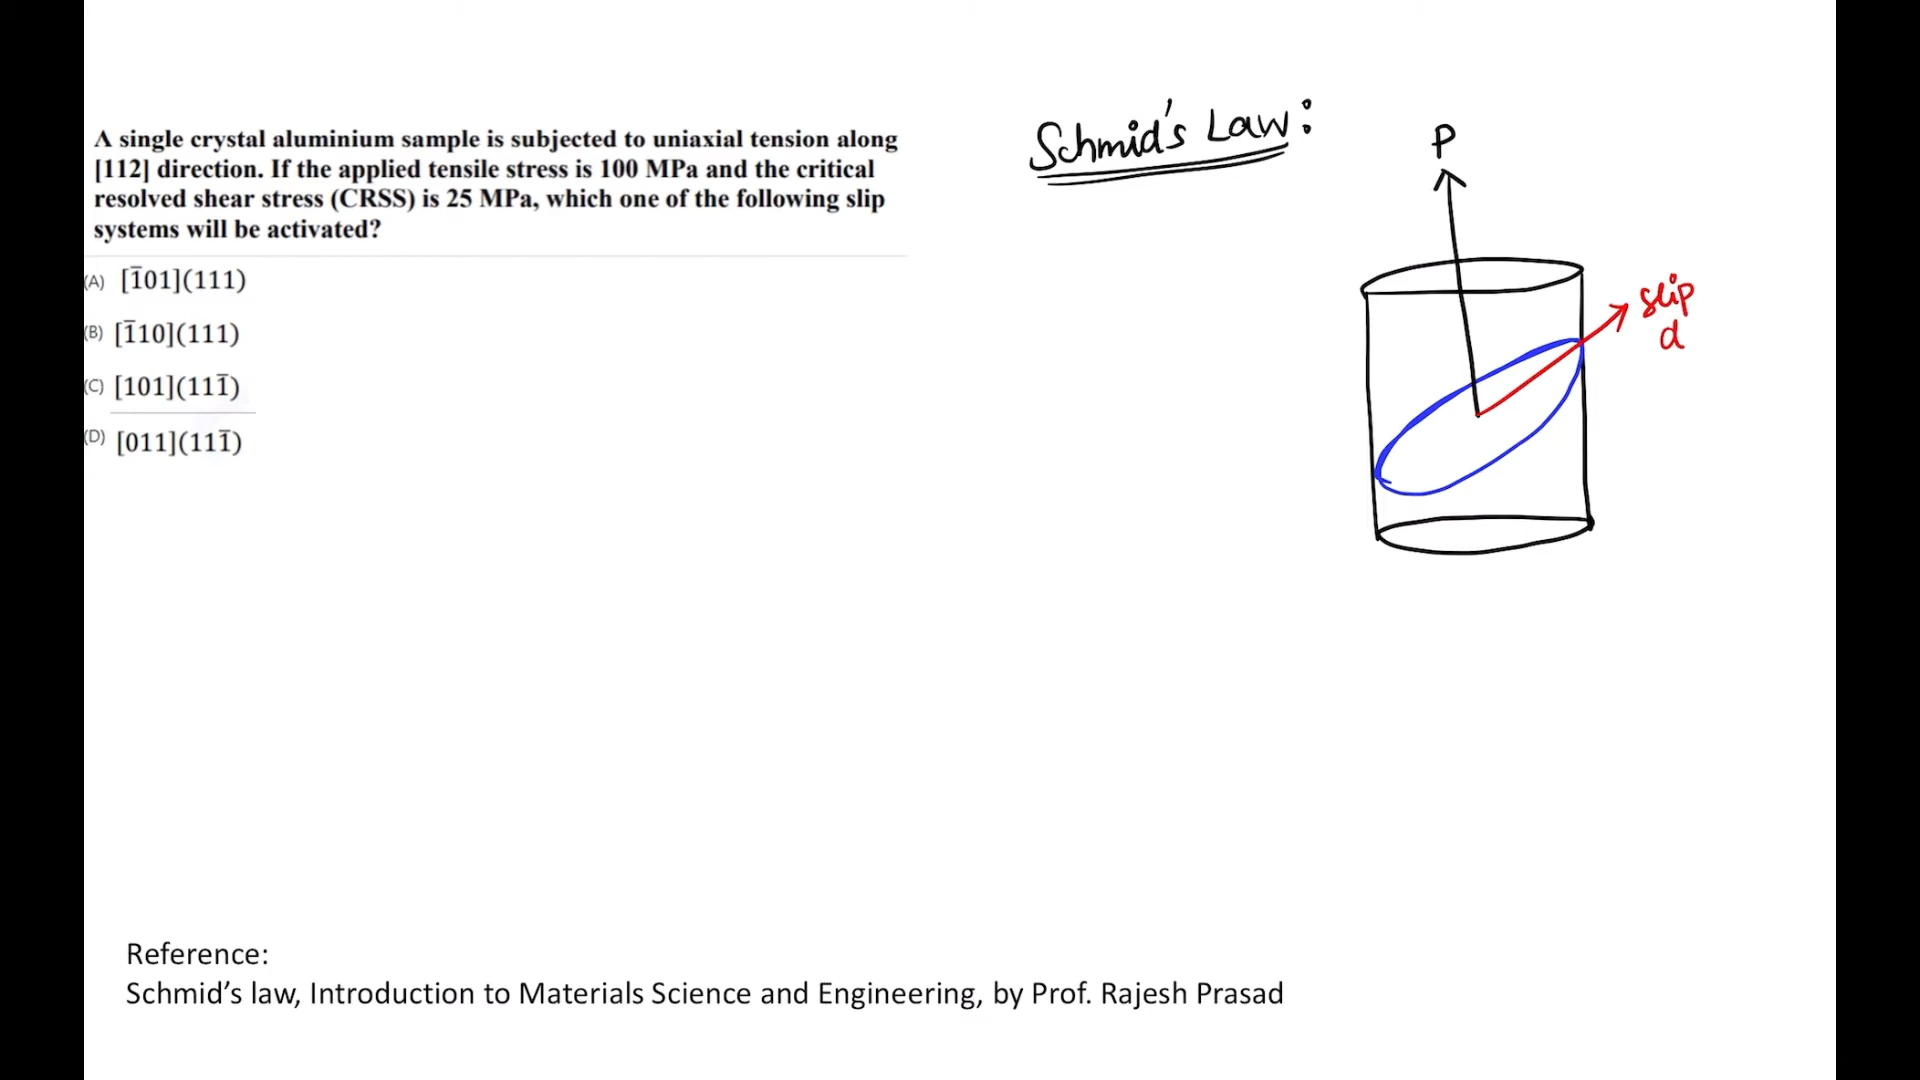 A single crystal aluminium sample is subjected to uniaxial tension along
[112] direction. If the applied tensile stress is 100 MPa and the critical
resolved shear stress (CRSS) is 25 MPa, which one of the following slip
systems will be activated?
(A) [1̅01](111)
(B) [1̅10](111)
(C) [101](111̅)
(D) [011](111̅)
Schmid's Law:
P
slip
d
Reference:
Schmid’s law, Introduction to Materials Science and Engineering, by Prof. Rajesh Prasad